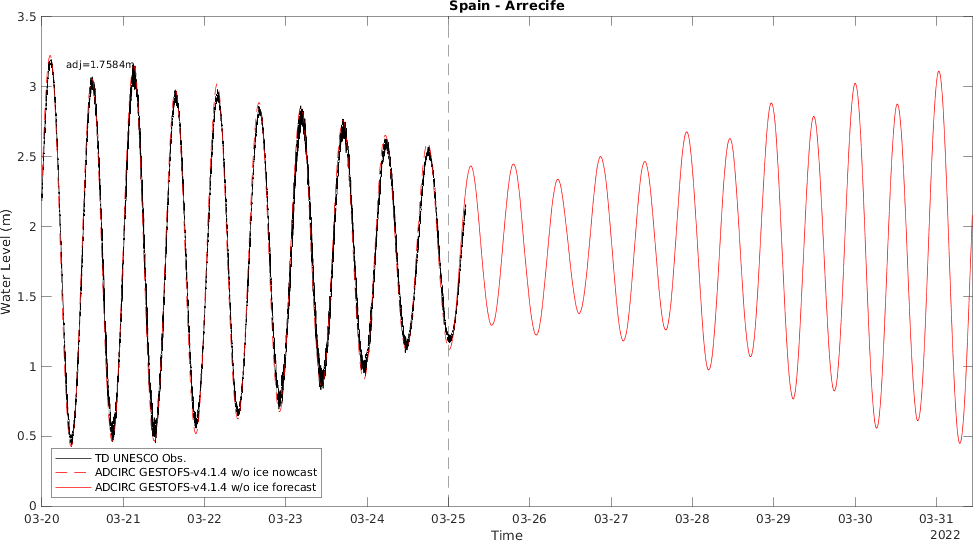 Spain - Arrecife
3.5
3
2.5
2
1.5
1
0.5
0
Water Level (m)
adj=1.7584m
TD UNESCO Obs.
ADCIRC GESTOFS-v4.1.4 w/o ice nowcast
ADCIRC GESTOFS-v4.1.4 w/o ice forecast
03-20 03-21 03-22 03-23 03-24 03-25 03-26 03-27 03-28 03-29 03-30 03-31
Time
2022